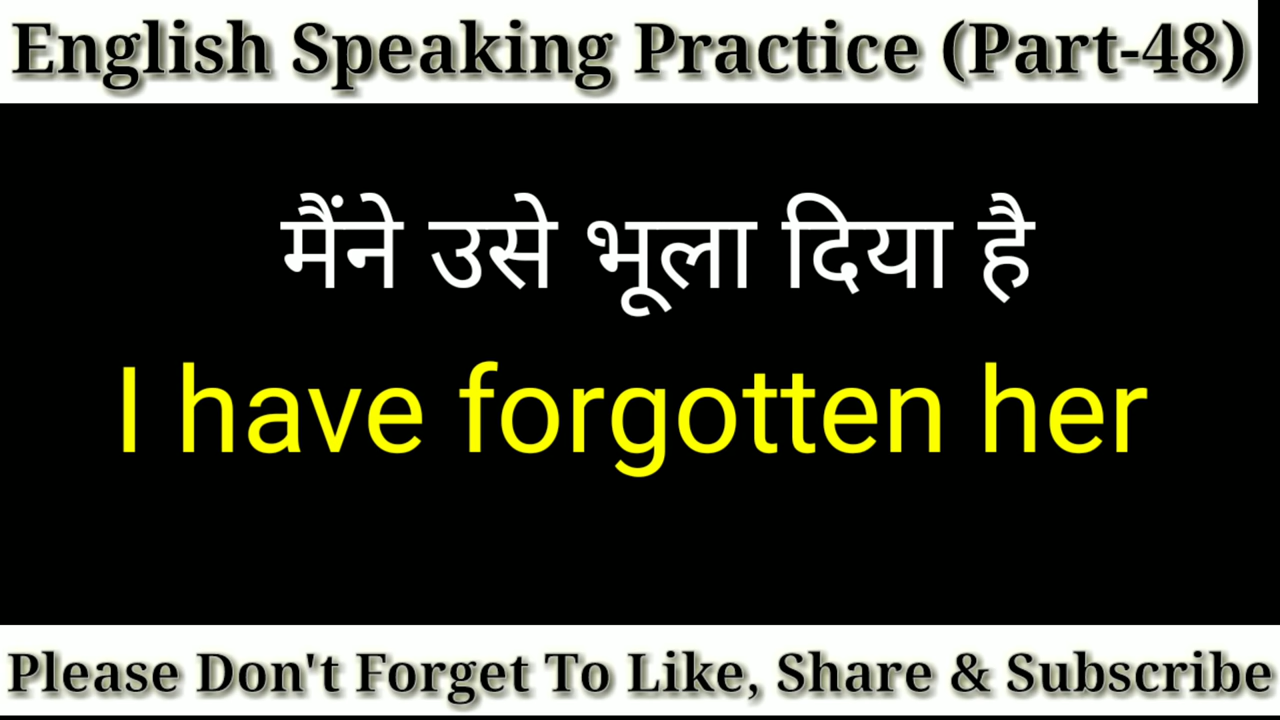 English Speaking Practice (Part-48)
मैंने उसे भूला दिया है
I have forgotten her
Please Don't Forget To Like, Share & Subscribe